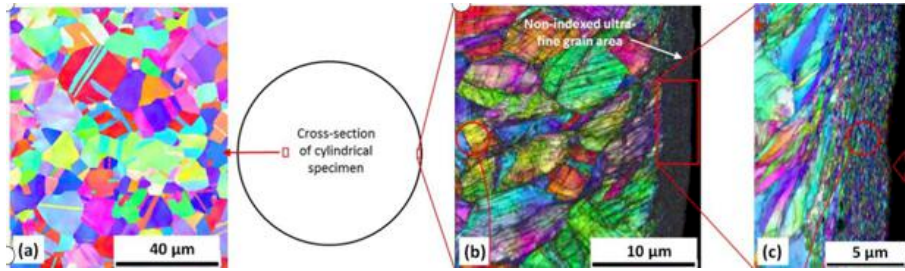 Non-indexed ultra-
fine grain area
Cross-section
of cylindrical
specimen
(a)
40 μm
(b)
10 μm
(c)
5 μm